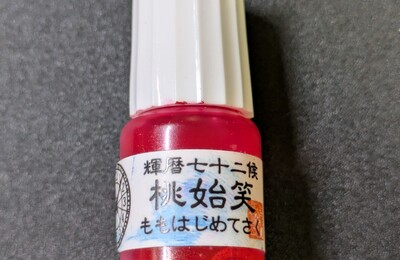 輝暦七十二候
桃始笑
ももはじめてさく